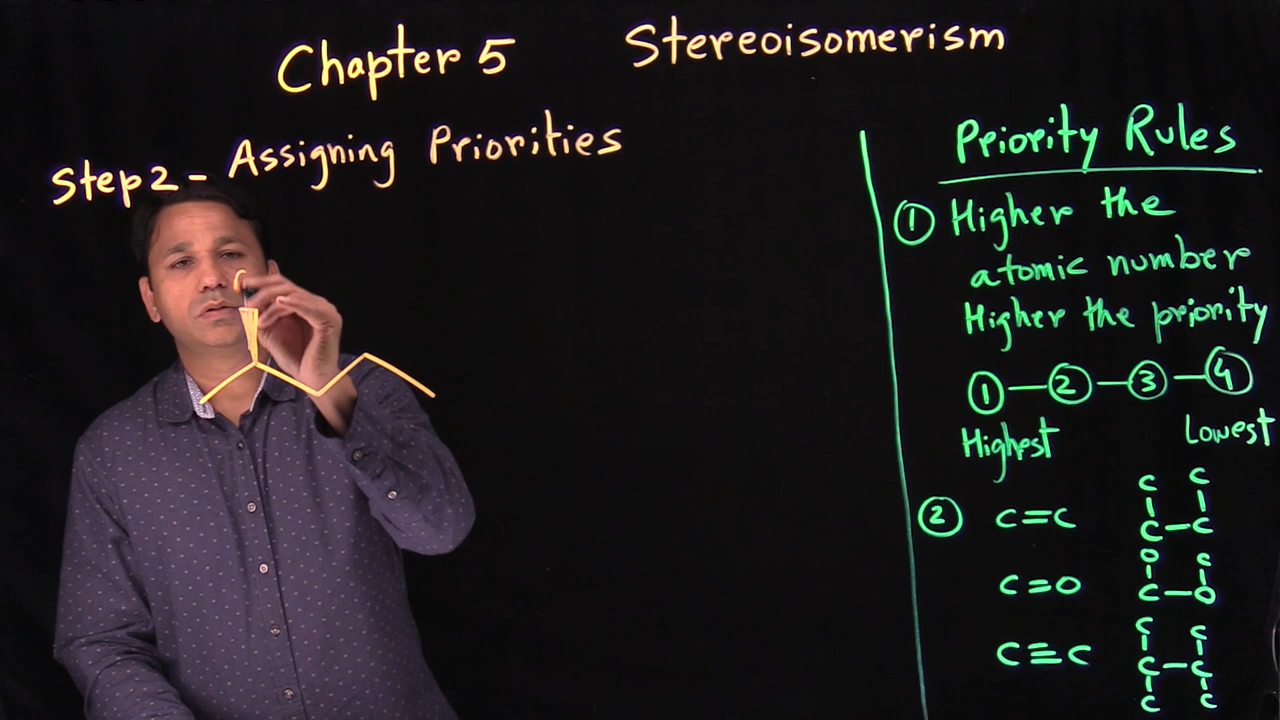 Chapter 5 Stereoisomerism
Step 2 - Assigning Priorities
Priority Rules
① Higher the
atomic number
Higher the priority
① — ② — ③ — ④
Highest Lowest
② C=C
C C
C-C
C=O
O C
C-O
C≡C
C C
C-C
C C